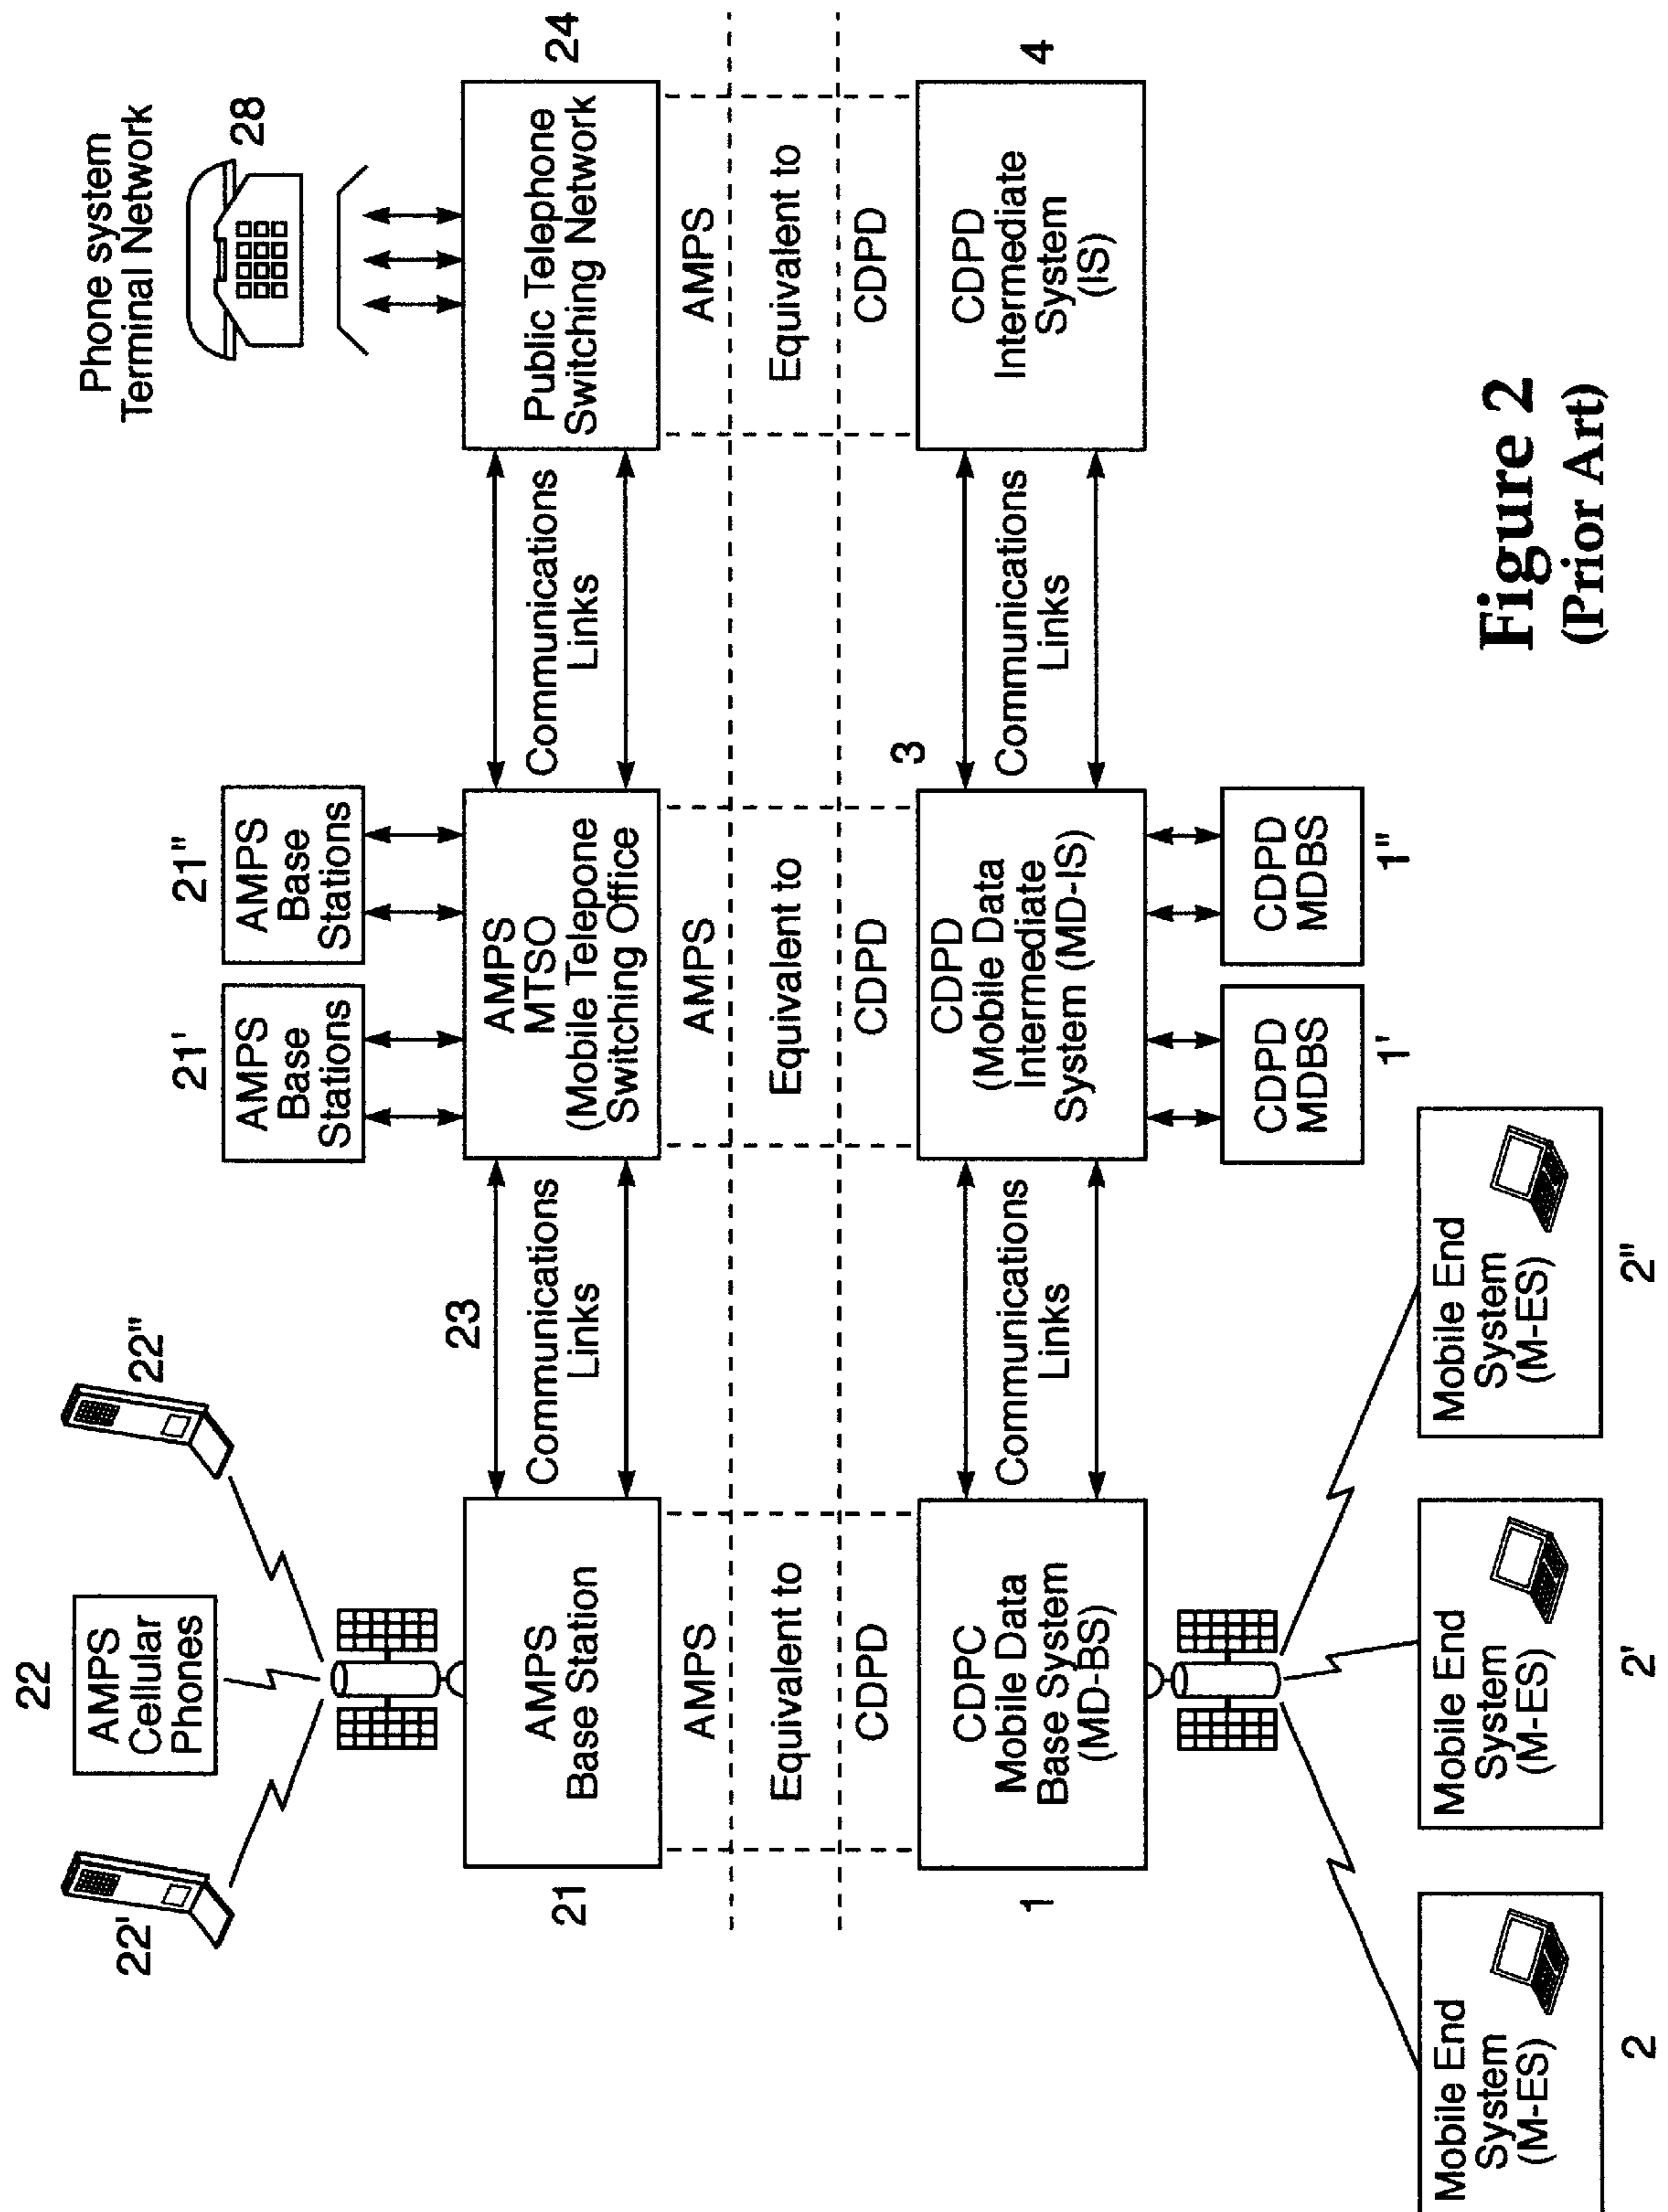 22
22'
AMPS
Cellular
Phones
22"
21'
21"
AMPS
Base
Stations
AMPS
Base
Stations
Phone system
Terminal Network
28
21
AMPS
Base Station
23
Communications
Links
AMPS
MTSO
(Mobile Telepone
Switching Office
Communications
Links
Public Telephone
Switching Network
24
AMPS
AMPS
AMPS
Equivalent to
Equivalent to
Equivalent to
CDPD
CDPD
CDPD
1
CDPC
Mobile Data
Base System
(MD-BS)
Communications
Links
3
CDPD
(Mobile Data
Intermediate
System (MD-IS)
Communications
Links
CDPD
Intermediate
System
(IS)
4
CDPD
MDBS
CDPD
MDBS
1'
1"
Mobile End
System
(M-ES)
Mobile End
System
(M-ES)
Mobile End
System
(M-ES)
2
2'
2"
Figure 2
(Prior Art)